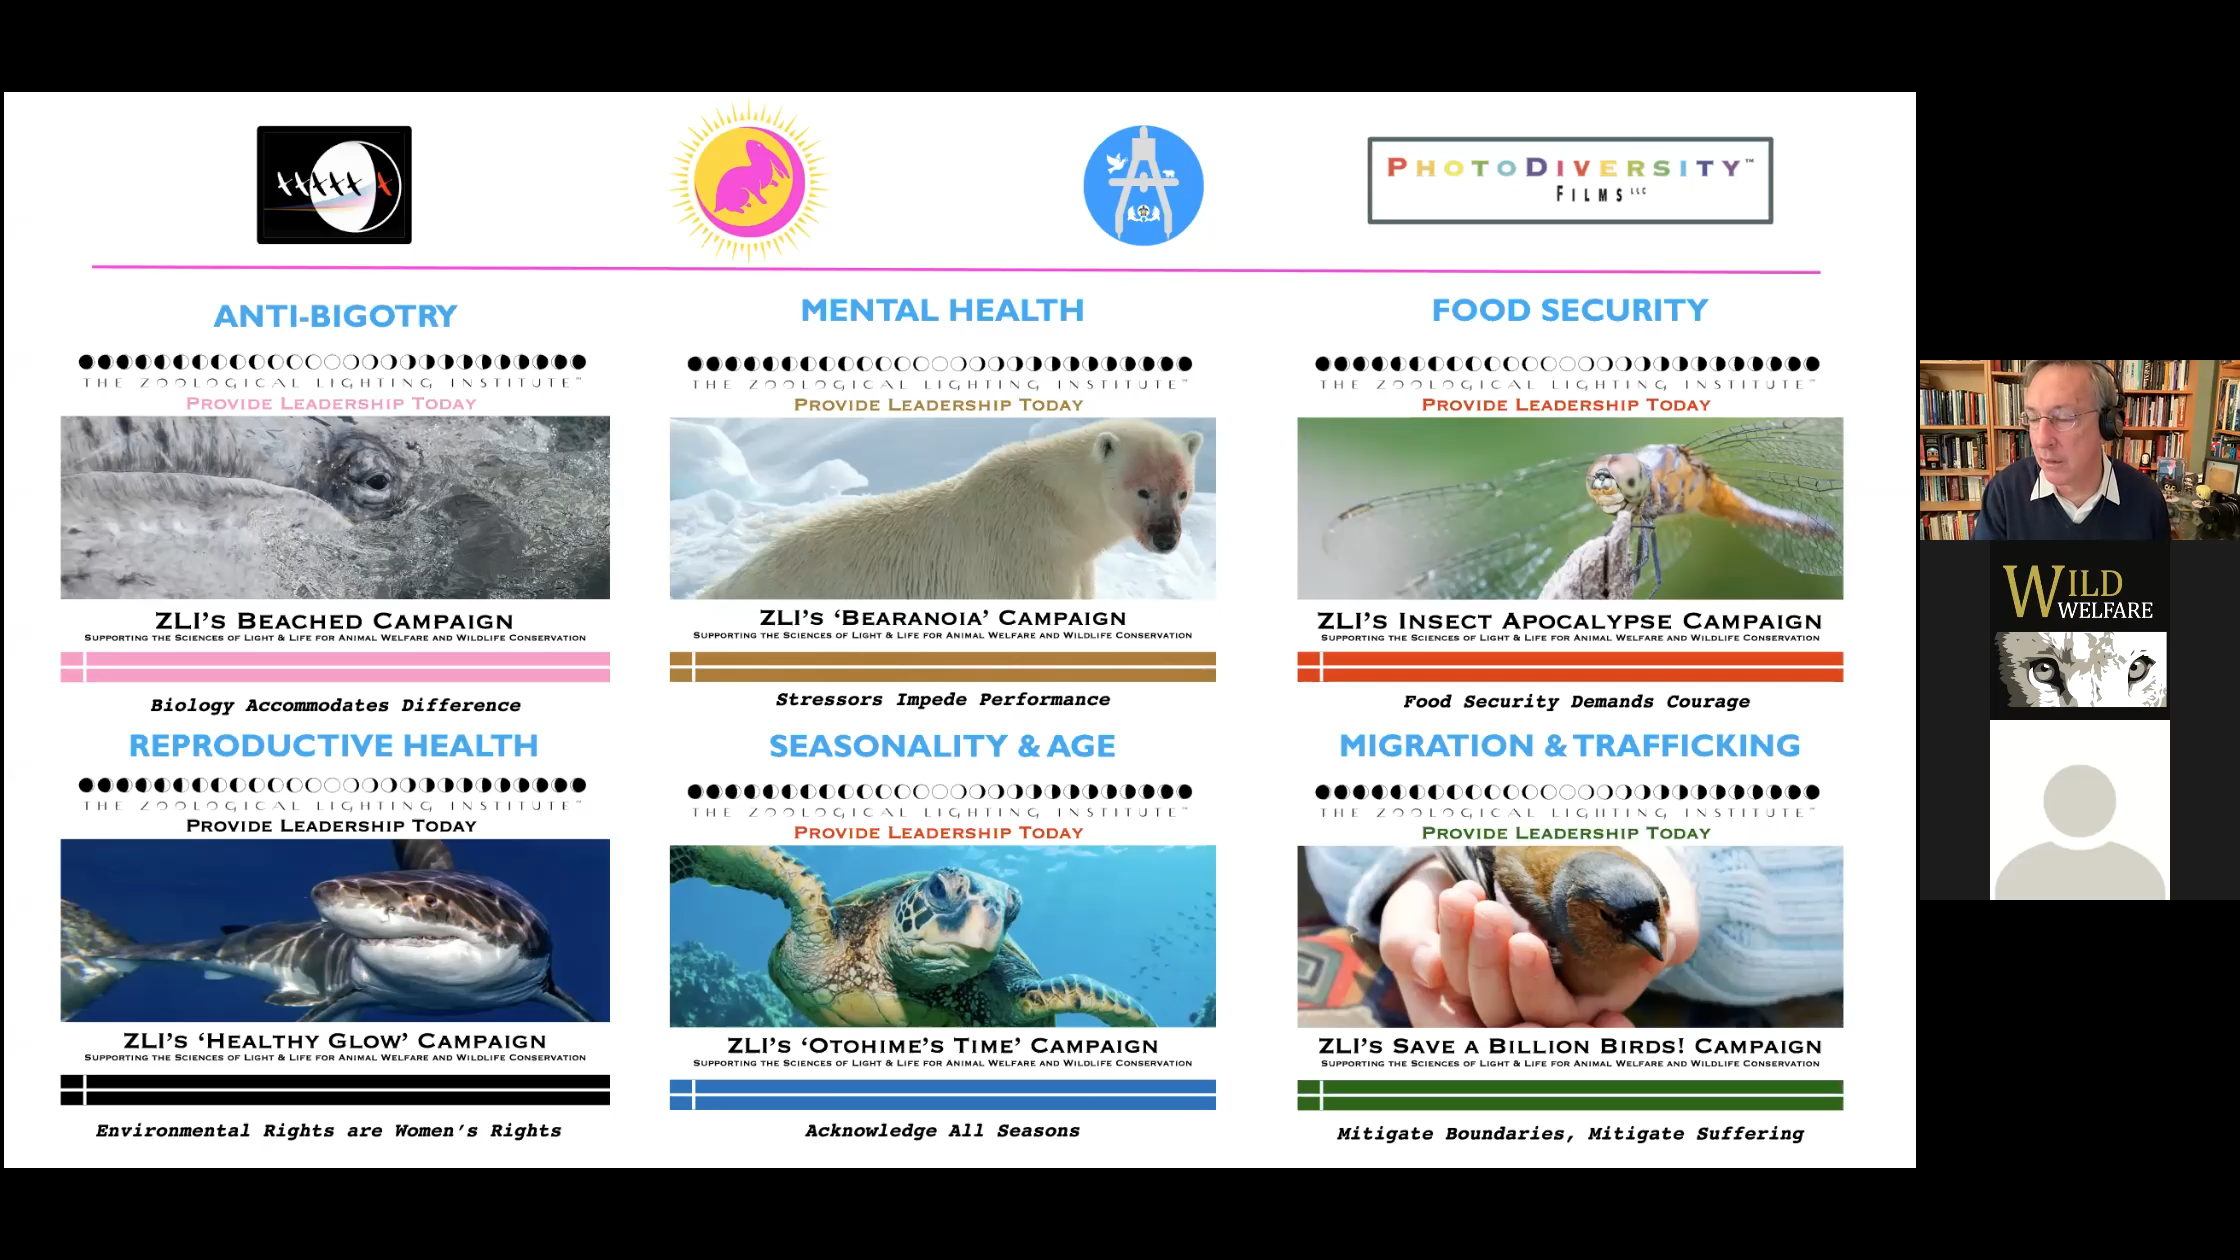 PHOTODIVERSITY™
FILMS LLC
ANTI-BIGOTRY
THE ZOOLOGICAL LIGHTING INSTITUTE™
PROVIDE LEADERSHIP TODAY
ZLI'S BEACHED CAMPAIGN
SUPPORTING THE SCIENCES OF LIGHT & LIFE FOR ANIMAL WELFARE AND WILDLIFE CONSERVATION
Biology Accommodates Difference
MENTAL HEALTH
THE ZOOLOGICAL LIGHTING INSTITUTE™
PROVIDE LEADERSHIP TODAY
ZLI'S ‘BEARANOIA’ CAMPAIGN
SUPPORTING THE SCIENCES OF LIGHT & LIFE FOR ANIMAL WELFARE AND WILDLIFE CONSERVATION
Stressors Impede Performance
FOOD SECURITY
THE ZOOLOGICAL LIGHTING INSTITUTE™
PROVIDE LEADERSHIP TODAY
ZLI'S INSECT APOCALYPSE CAMPAIGN
SUPPORTING THE SCIENCES OF LIGHT & LIFE FOR ANIMAL WELFARE AND WILDLIFE CONSERVATION
Food Security Demands Courage
REPRODUCTIVE HEALTH
THE ZOOLOGICAL LIGHTING INSTITUTE™
PROVIDE LEADERSHIP TODAY
ZLI'S ‘HEALTHY GLOW’ CAMPAIGN
SUPPORTING THE SCIENCES OF LIGHT & LIFE FOR ANIMAL WELFARE AND WILDLIFE CONSERVATION
Environmental Rights are Women's Rights
SEASONALITY & AGE
THE ZOOLOGICAL LIGHTING INSTITUTE™
PROVIDE LEADERSHIP TODAY
ZLI'S ‘OTOHIME'S TIME’ CAMPAIGN
SUPPORTING THE SCIENCES OF LIGHT & LIFE FOR ANIMAL WELFARE AND WILDLIFE CONSERVATION
Acknowledge All Seasons
MIGRATION & TRAFFICKING
THE ZOOLOGICAL LIGHTING INSTITUTE™
PROVIDE LEADERSHIP TODAY
ZLI'S SAVE A BILLION BIRDS! CAMPAIGN
SUPPORTING THE SCIENCES OF LIGHT & LIFE FOR ANIMAL WELFARE AND WILDLIFE CONSERVATION
Mitigate Boundaries, Mitigate Suffering
WILD
WELFARE